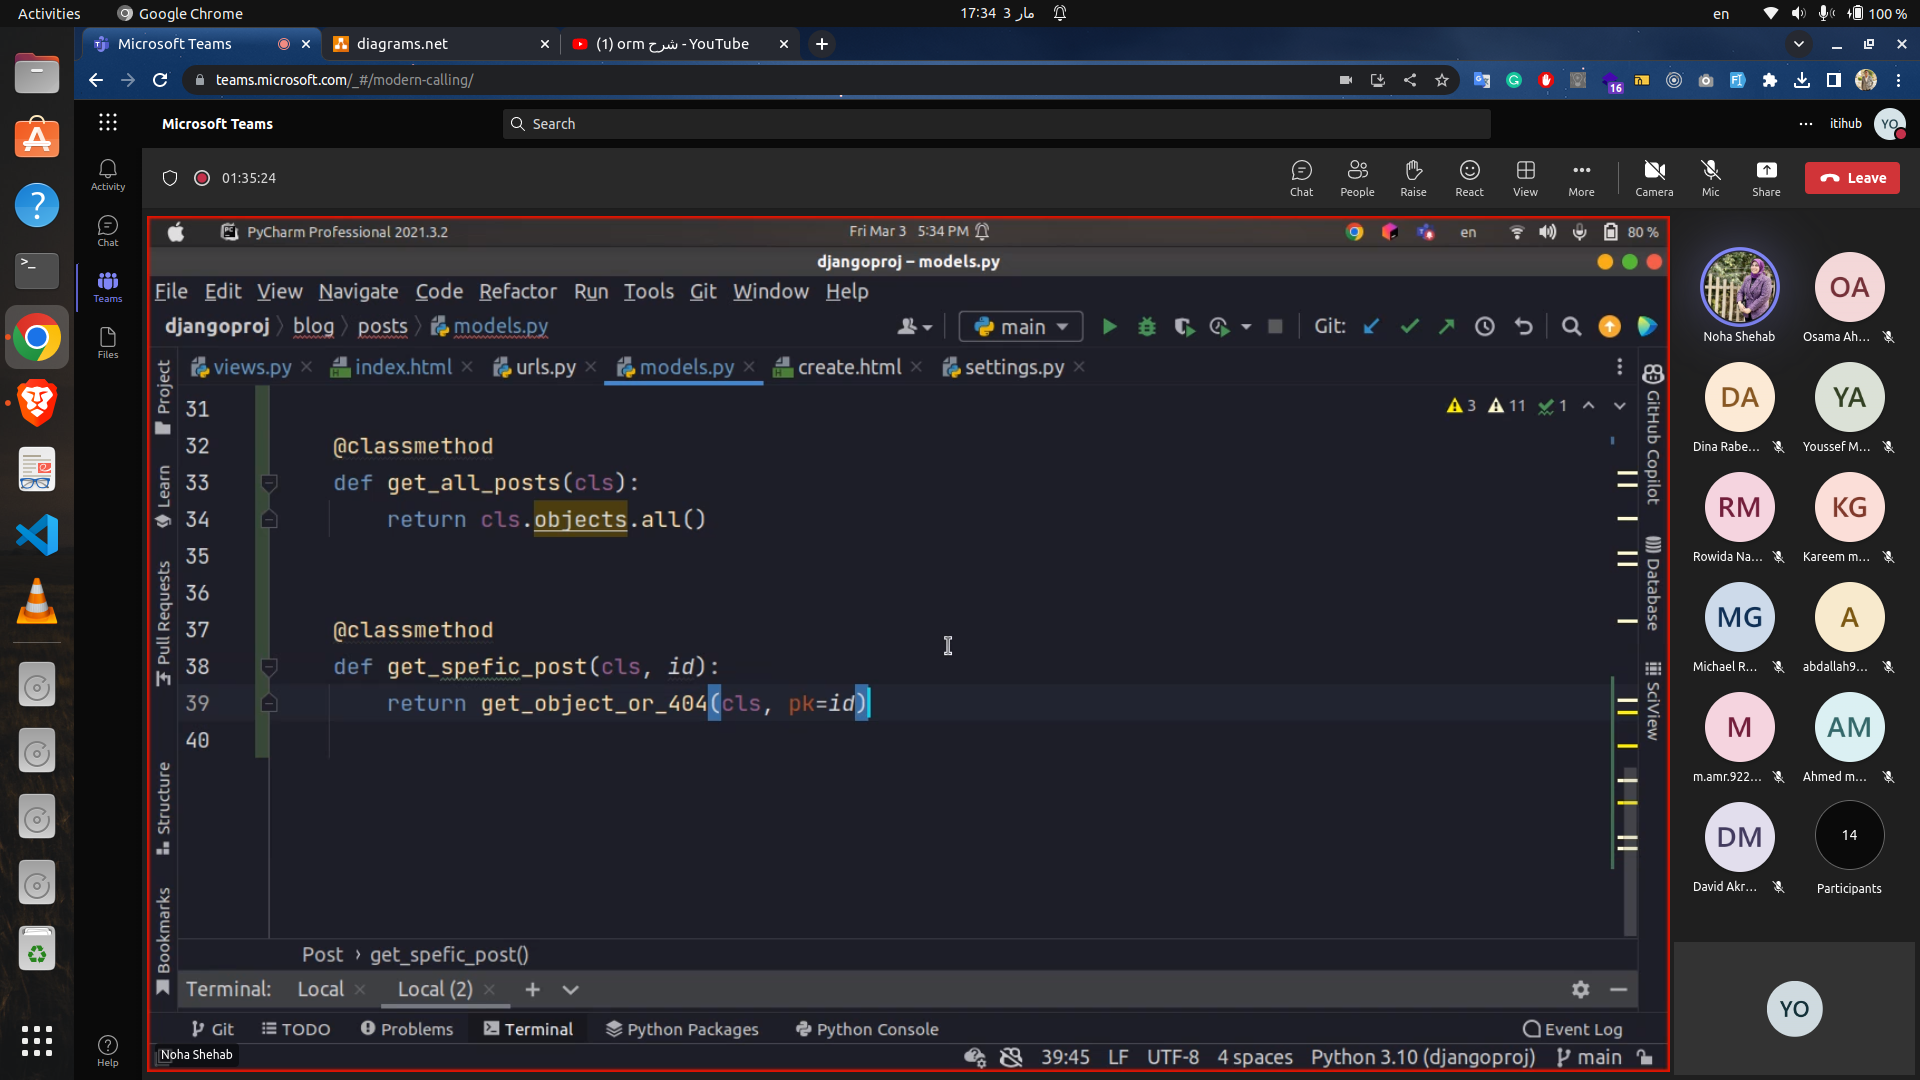 Activities
Google Chrome
17:34 3 مار
en
100 %
Microsoft Teams
diagrams.net
(1) orm شرح - YouTube
teams.microsoft.com/_#/modern-calling/
16
Microsoft Teams
Search
itihub
YO
Activity
Chat
Teams
Files
Help
01:35:24
Chat
People
Raise
React
View
More
Camera
Mic
Share
Leave
PyCharm Professional 2021.3.2
Fri Mar 3 5:34 PM
en
80 %
djangoproj – models.py
File Edit View Navigate Code Refactor Run Tools Git Window Help
djangoproj blog posts models.py
main
Git:
views.py
index.html
urls.py
models.py
create.html
settings.py
3 11 1
31
32 @classmethod
33 def get_all_posts(cls):
34 return cls.objects.all()
35
36
37 @classmethod
38 def get_spefic_post(cls, id):
39 return get_object_or_404(cls, pk=id)
40
Project
Learn
Pull Requests
Structure
Bookmarks
GitHub Copilot
Database
SciView
Post › get_spefic_post()
Terminal: Local Local (2)
Git TODO Problems Terminal Python Packages Python Console Event Log
39:45 LF UTF-8 4 spaces Python 3.10 (djangoproj) main
Noha Shehab
Noha Shehab
OA
Osama Ah...
DA
Dina Rabe...
YA
Youssef M...
RM
Rowida Na...
KG
Kareem m...
MG
Michael R...
A
abdallah9...
M
m.amr.922...
AM
Ahmed m...
DM
David Akr...
14
Participants
YO